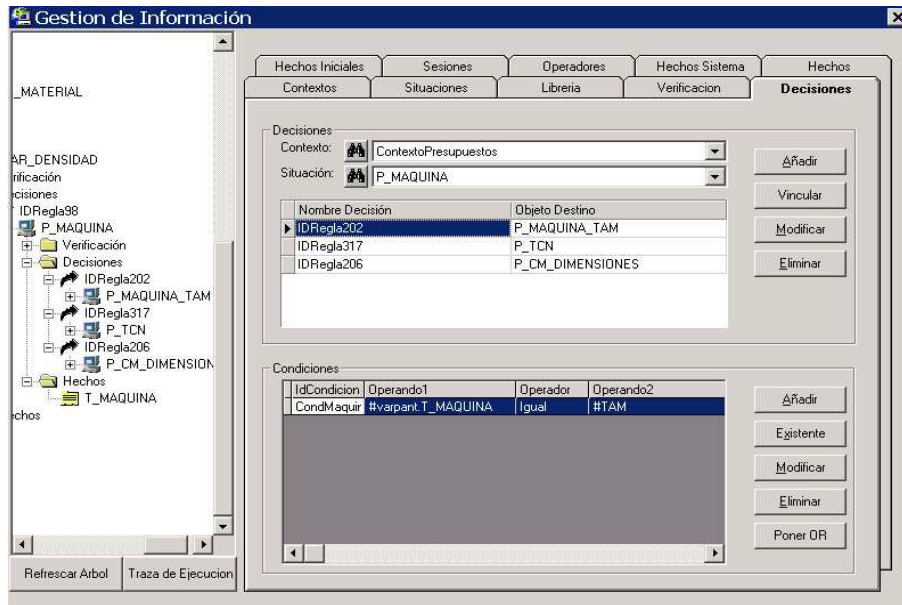 Gestion de Información
_MATERIAL
AR_DENSIDAD
rificación
cisiones
IDRegla98
P_MAQUINA
Verificación
Decisiones
IDRegla202
P_MAQUINA_TAM
IDRegla317
P_TCN
IDRegla206
P_CM_DIMENSION
Hechos
T_MAQUINA
chos
Refrescar Arbol Traza de Ejecucion
Hechos Iniciales Sesiones Operadores Hechos Sistema Hechos
Contextos Situaciones Libreria Verificacion Decisiones
Decisiones
Contexto: ContextoPresupuestos
Situación: P_MAQUINA
Nombre Decisión Objeto Destino
IDRegla202 P_MAQUINA_TAM
IDRegla317 P_TCN
IDRegla206 P_CM_DIMENSIONES
Añadir
Vincular
Modificar
Eliminar
Condiciones
IdCondicion Operando1 Operador Operando2
CondMaquir #varpant.T_MAQUINA Igual #TAM
Añadir
Existente
Modificar
Eliminar
Poner OR